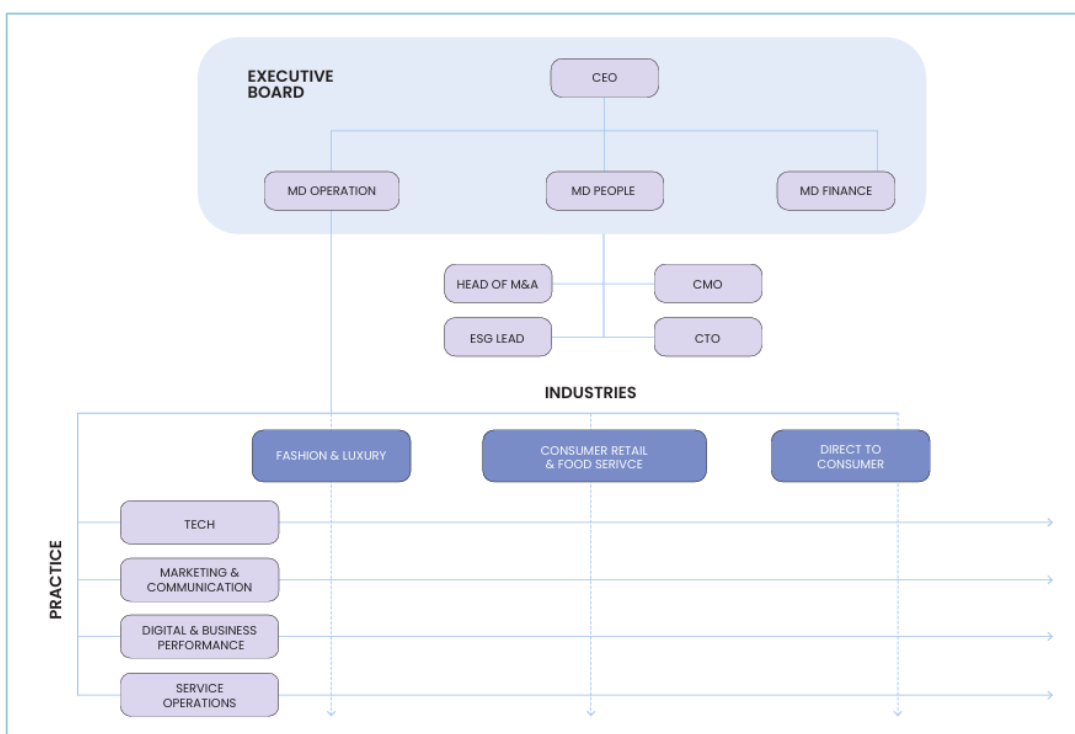 EXECUTIVE
BOARD
CEO
MD OPERATION
MD PEOPLE
MD FINANCE
HEAD OF M&A
CMO
ESG LEAD
CTO
INDUSTRIES
FASHION & LUXURY
CONSUMER RETAIL
& FOOD SERIVCE
DIRECT TO
CONSUMER
PRACTICE
TECH
MARKETING &
COMMUNICATION
DIGITAL & BUSINESS
PERFORMANCE
SERVICE
OPERATIONS